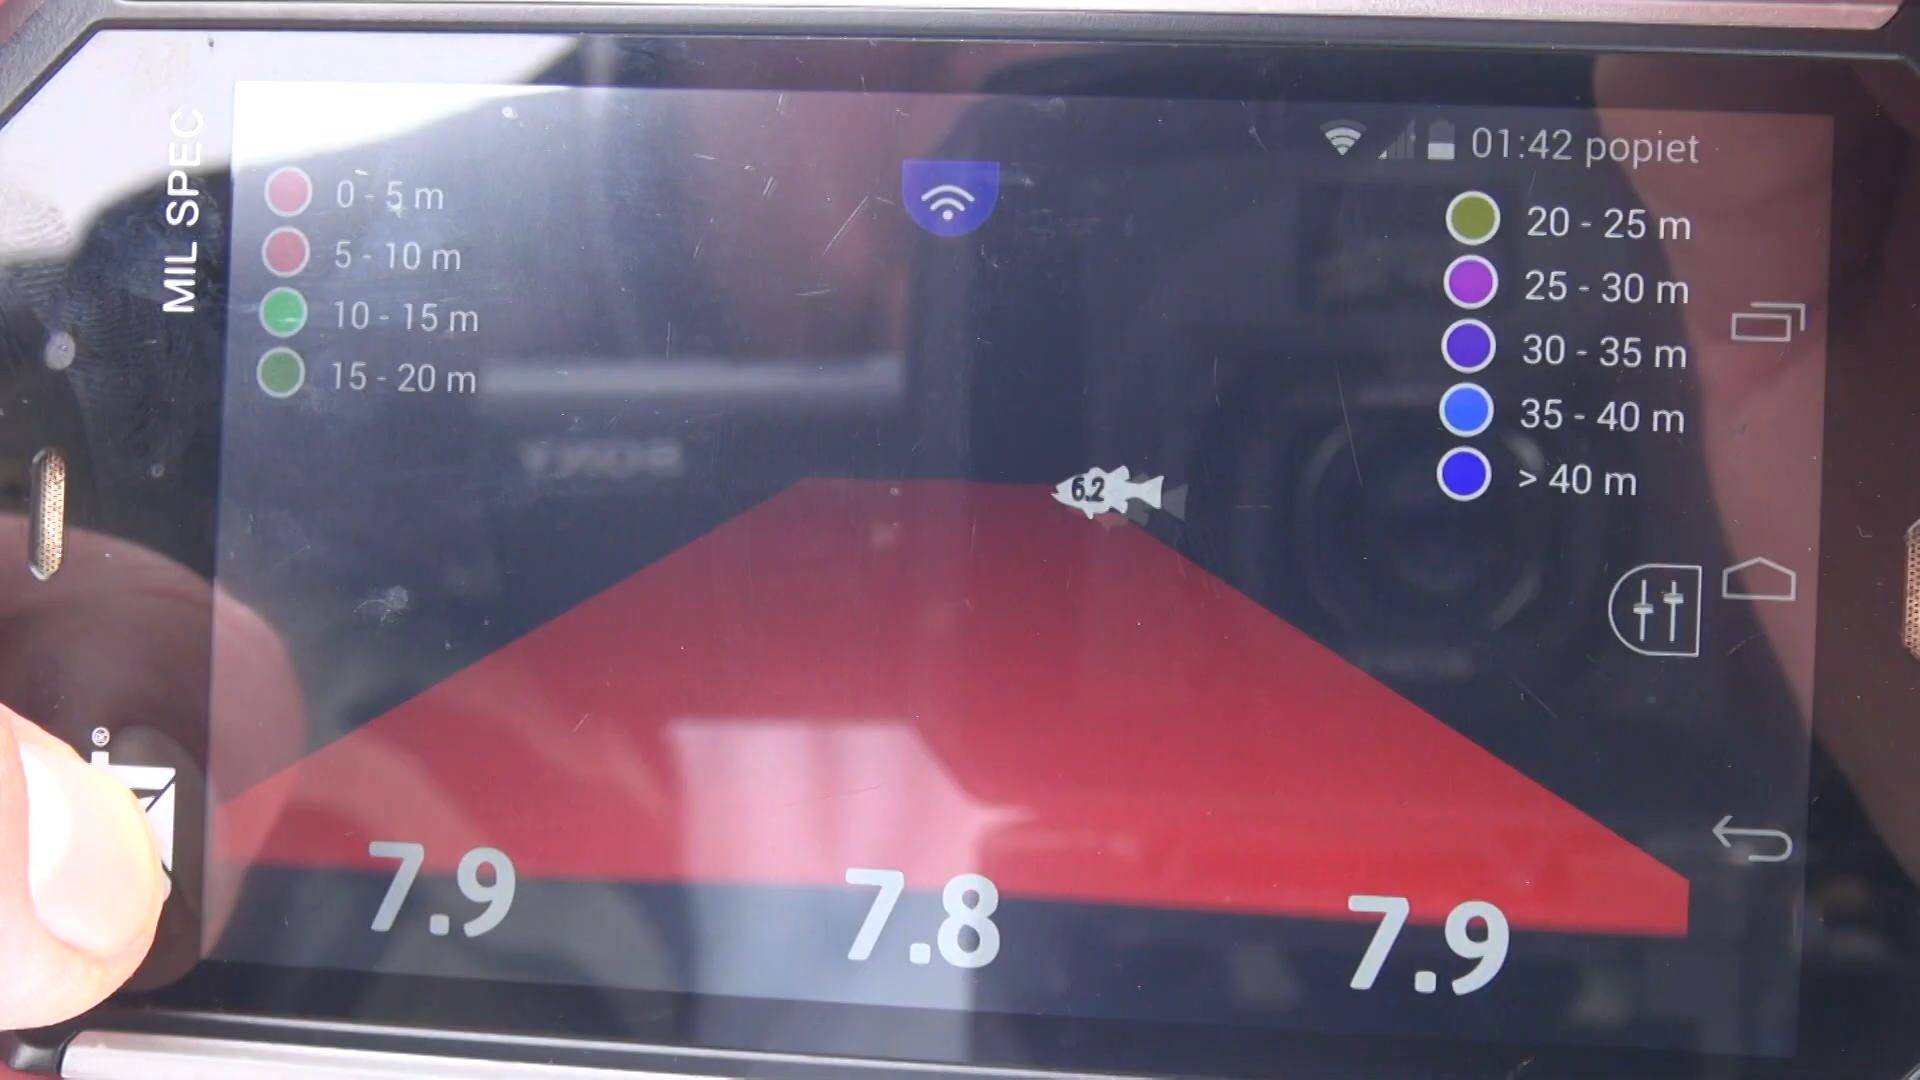 MIL SPEC
01:42 popiet
0 - 5 m
5 - 10 m
10 - 15 m
15 - 20 m
20 - 25 m
25 - 30 m
30 - 35 m
35 - 40 m
> 40 m
6.2
7.9
7.8
7.9